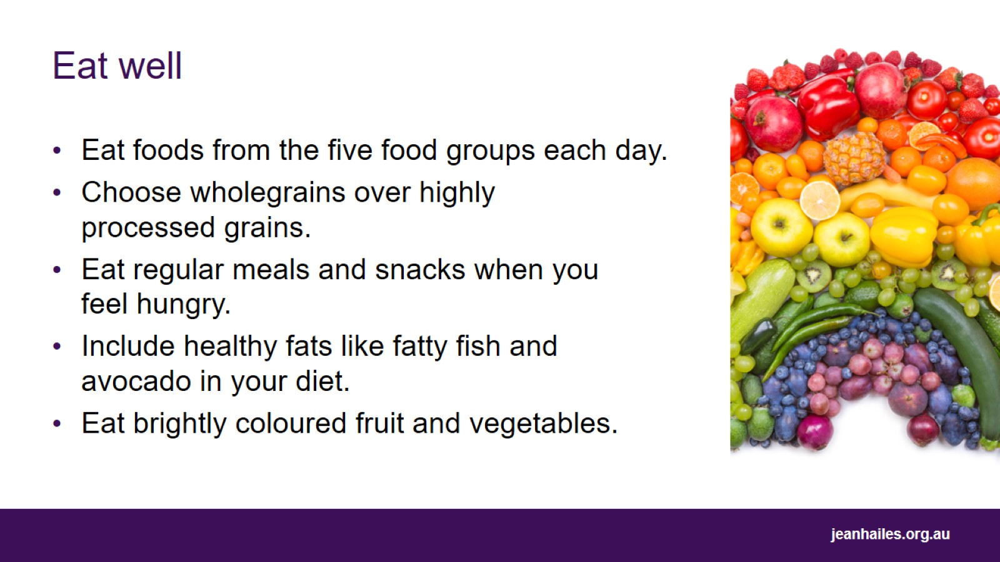 Eat well
• Eat foods from the five food groups each day.
• Choose wholegrains over highly
processed grains.
• Eat regular meals and snacks when you
feel hungry.
• Include healthy fats like fatty fish and
avocado in your diet.
• Eat brightly coloured fruit and vegetables.
jeanhailes.org.au